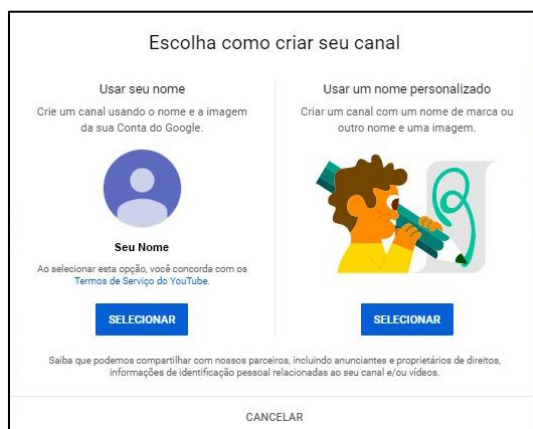 Escolha como criar seu canal
Usar seu nome
Crie um canal usando o nome e a imagem
da sua Conta do Google.
Seu Nome
Ao selecionar esta opção, você concorda com os
Termos de Serviço do YouTube.
SELECIONAR
Usar um nome personalizado
Criar um canal com um nome de marca ou
outro nome e uma imagem.
SELECIONAR
Saiba que podemos compartilhar com nossos parceiros, incluindo anunciantes e proprietários de direitos,
informações de identificação pessoal relacionadas ao seu canal e/ou vídeos.
CANCELAR